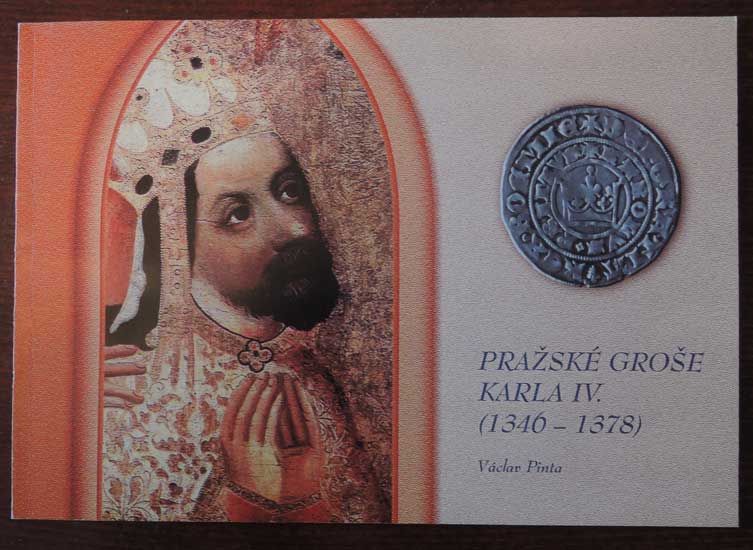 PRAŽSKÉ GROŠE
KARLA IV.
(1346 – 1378)
Václav Pinta